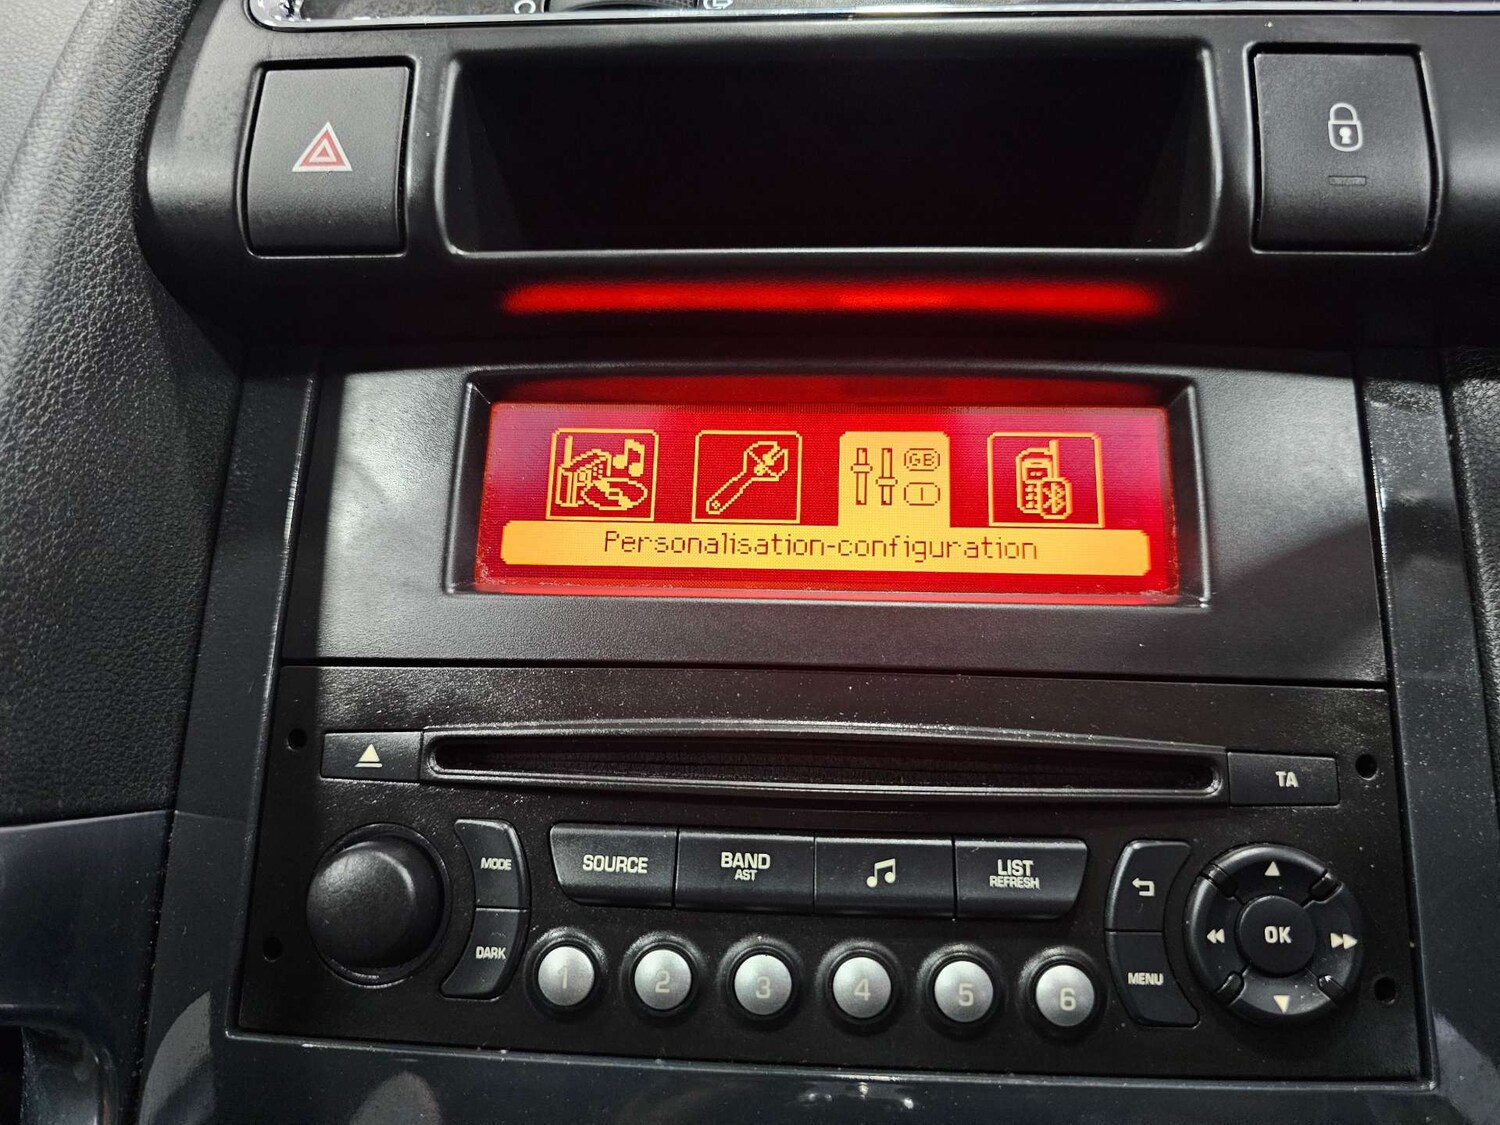 C
GB
Personalisation-configuration
TA
MODE
SOURCE
BAND
AST
LIST
REFRESH
DARK
OK
MENU
1
2
3
4
5
6